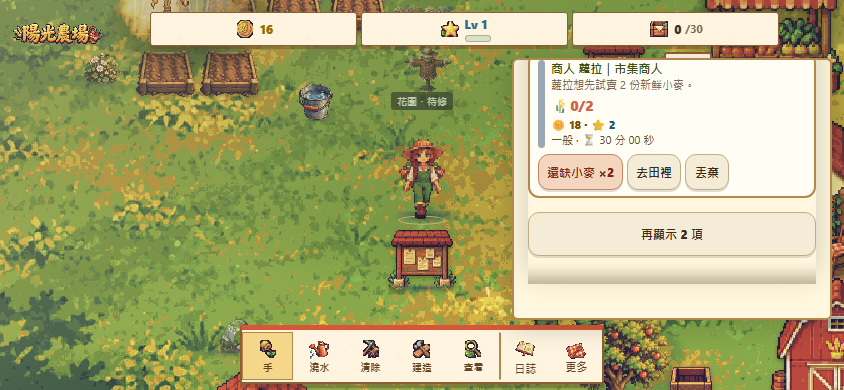 陽光農場
16
Lv 1
0 /30
花圃·待修
商人 蘿拉 | 市集商人
蘿拉想先試賣 2 份新鮮小麥。
0/2
18 · 2
一般 · 30 分 00 秒
還缺小麥 ×2
去田裡
丟棄
再顯示 2 項
手
澆水
清除
建造
查看
日誌
更多